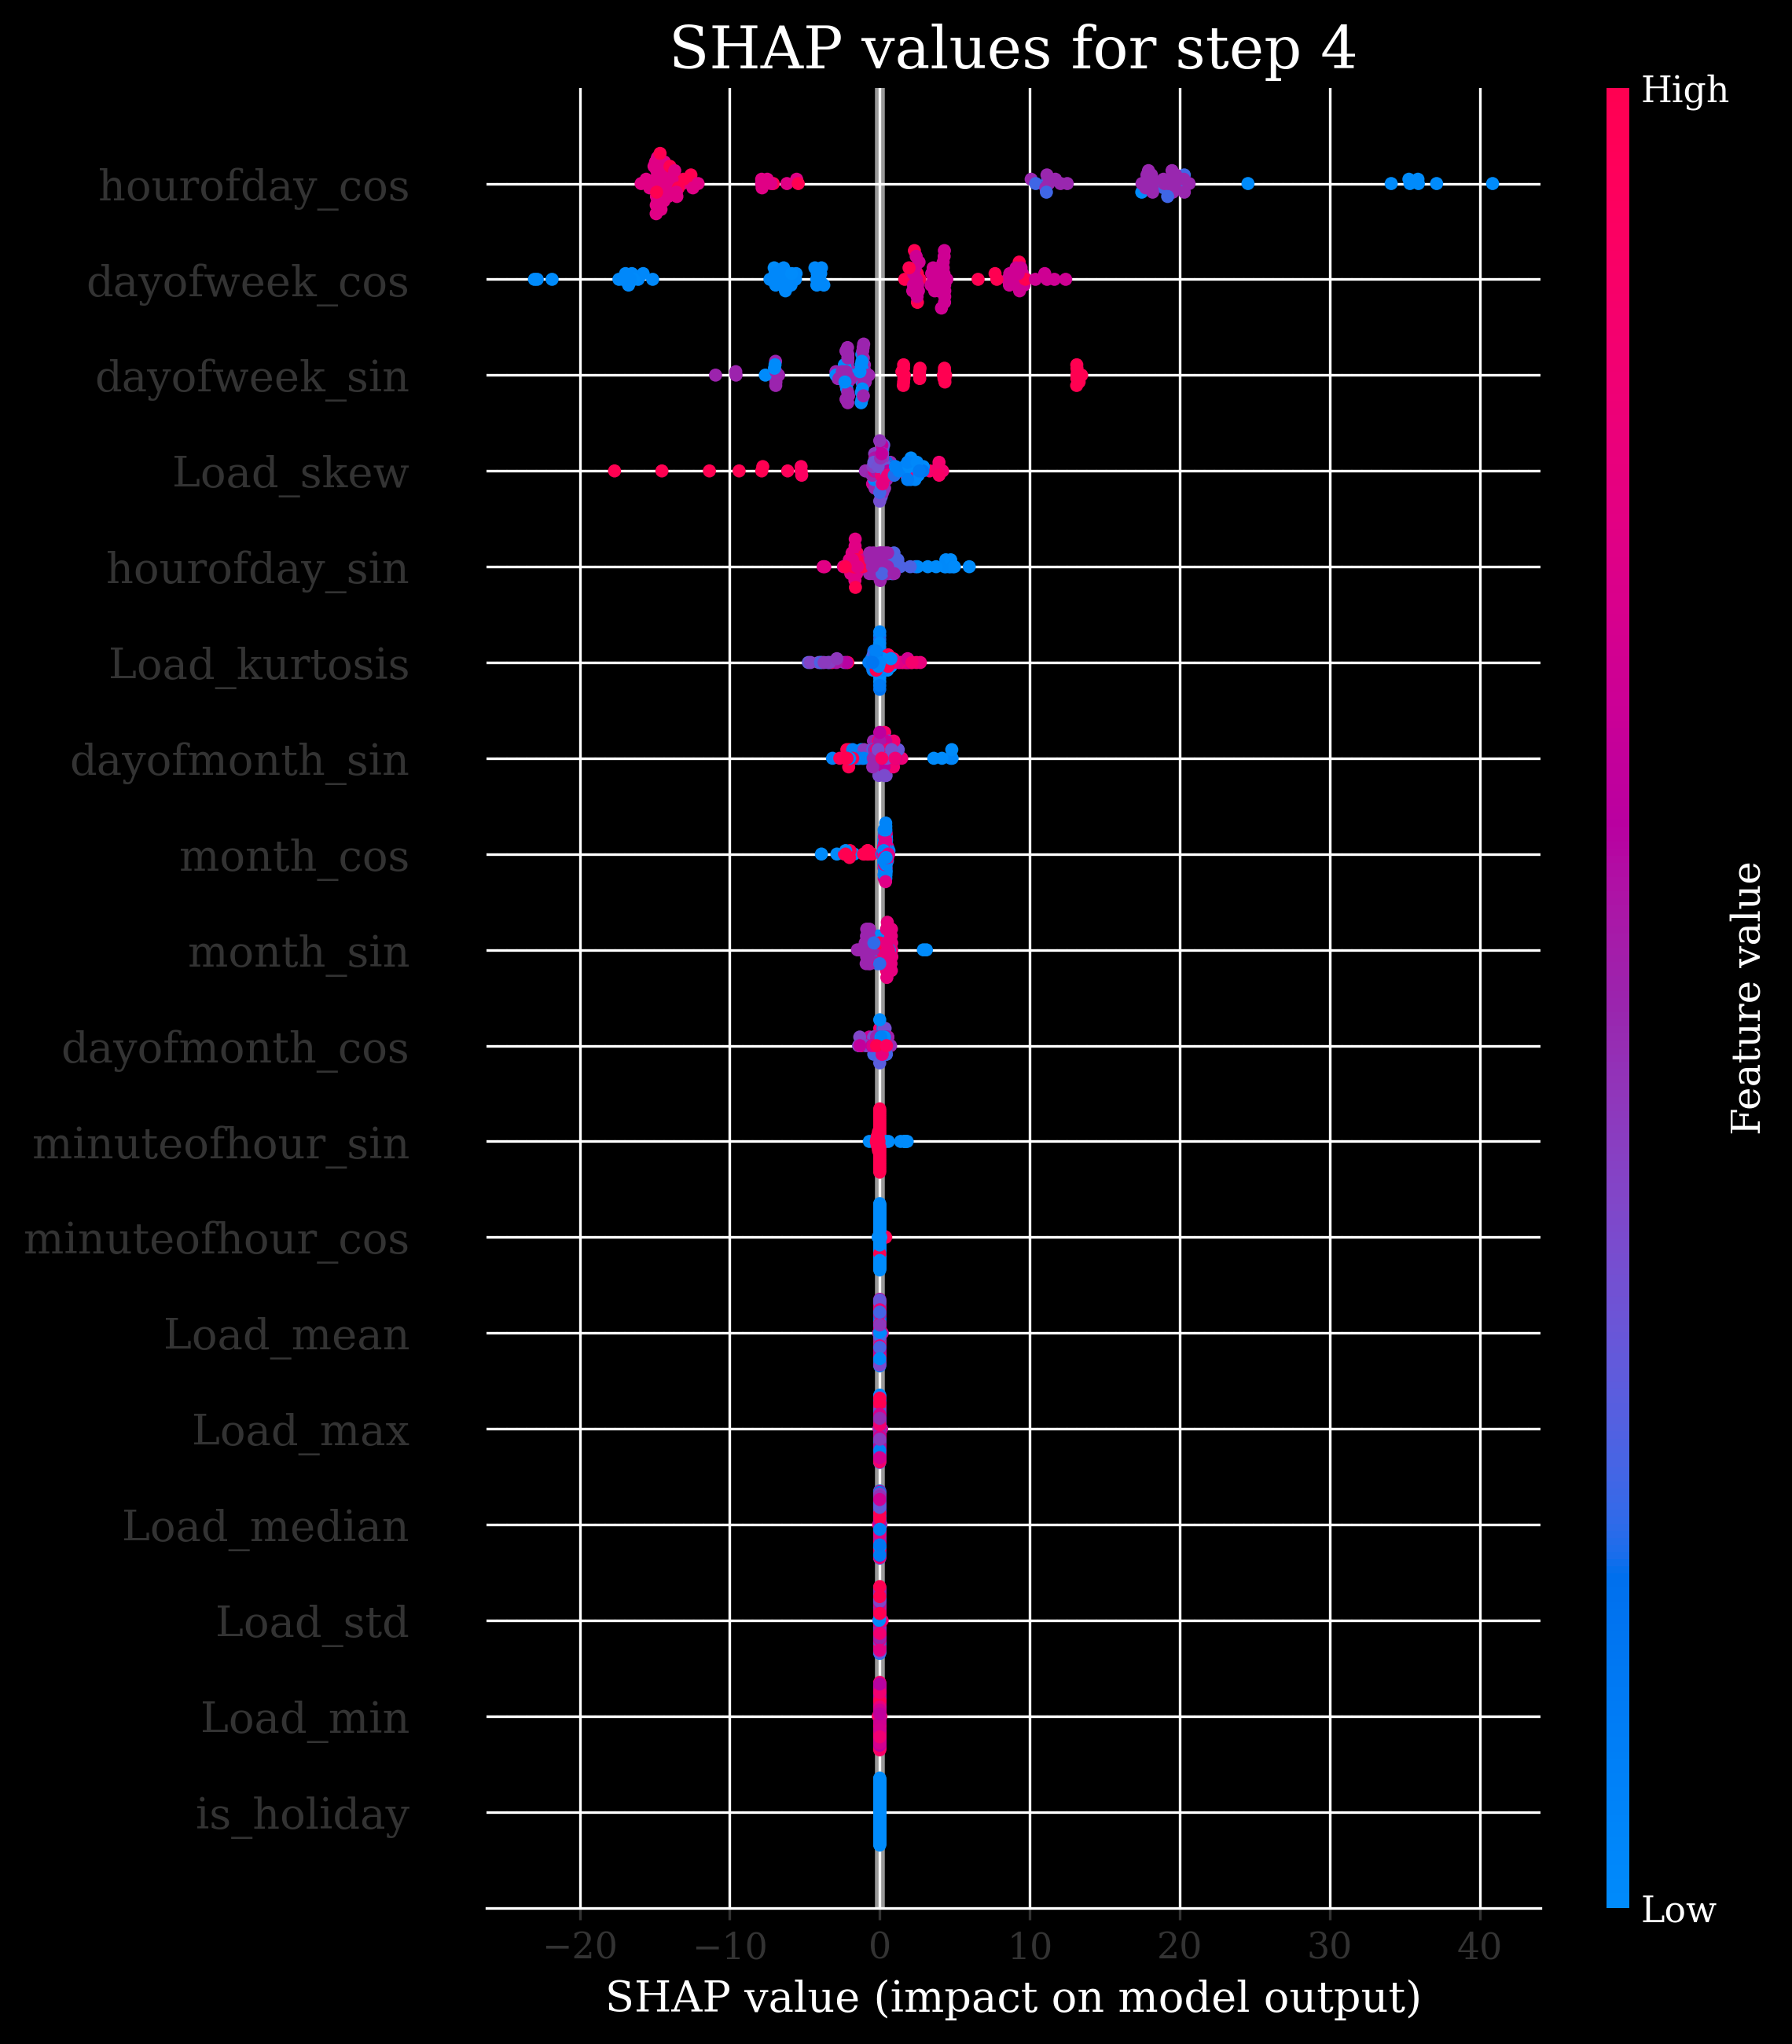 SHAP values for step 4
High
hourofday_cos
dayofweek_cos
dayofweek_sin
Load_skew
hourofday_sin
Load_kurtosis
dayofmonth_sin
month_cos
month_sin
dayofmonth_cos
minuteofhour_sin
minuteofhour_cos
Load_mean
Load_max
Load_median
Load_std
Load_min
is_holiday
Feature value
Low
−20 −10 0 10 20 30 40
SHAP value (impact on model output)